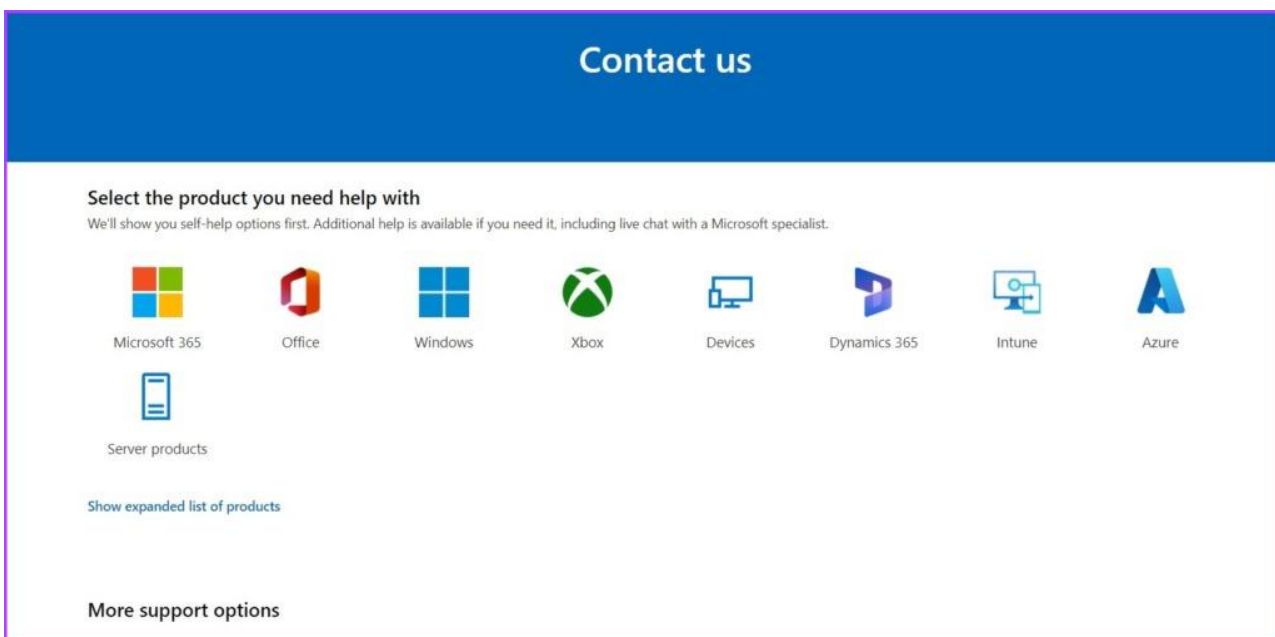 Contact us
Select the product you need help with
We'll show you self-help options first. Additional help is available if you need it, including live chat with a Microsoft specialist.
Microsoft 365
Office
Windows
Xbox
Devices
Dynamics 365
Intune
Azure
Server products
Show expanded list of products
More support options